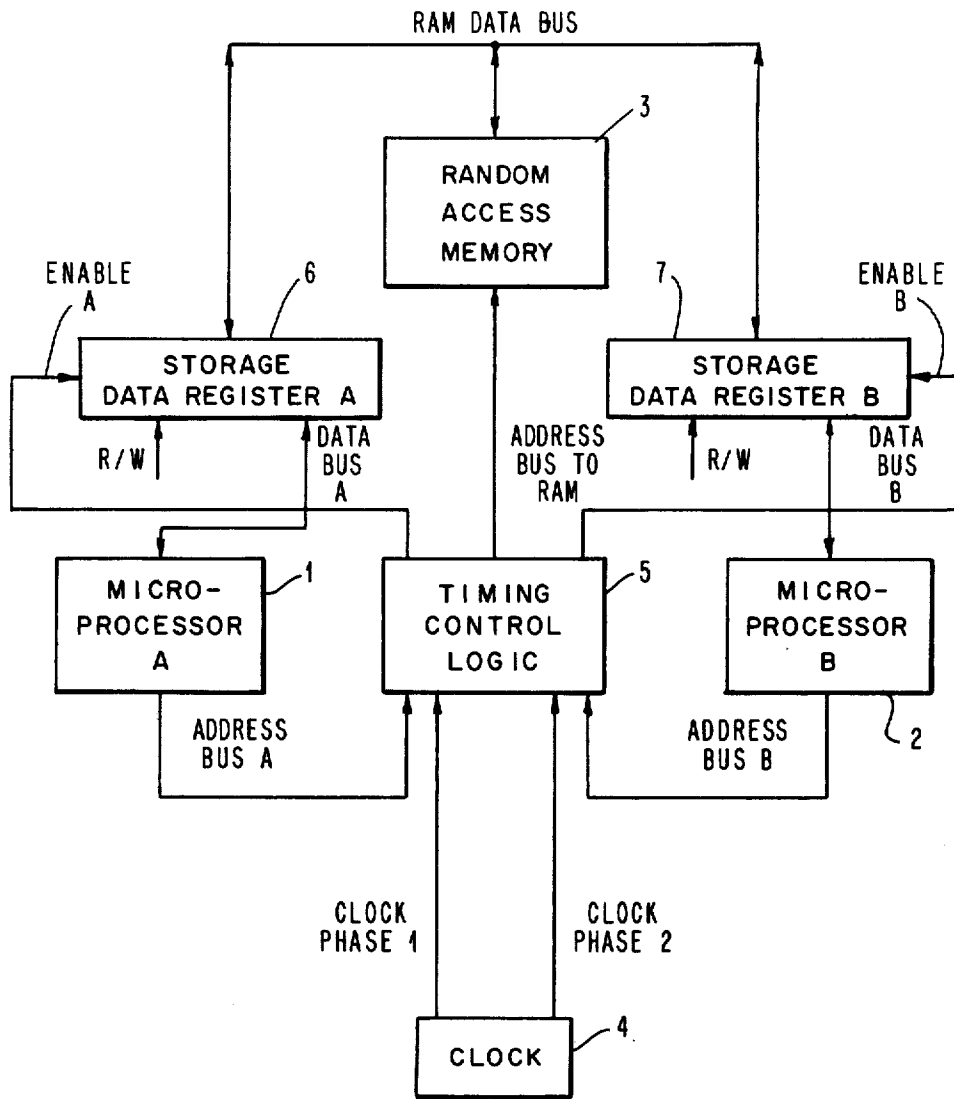 RAM DATA BUS
3
RANDOM
ACCESS
MEMORY
ENABLE
A
6
7
ENABLE
B
STORAGE
DATA REGISTER A
STORAGE
DATA REGISTER B
R/W
DATA
BUS
A
ADDRESS
BUS TO
RAM
R/W
DATA
BUS
B
MICRO-
PROCESSOR
A
1
TIMING
CONTROL
LOGIC
5
MICRO-
PROCESSOR
B
2
ADDRESS
BUS A
ADDRESS
BUS B
CLOCK
PHASE 1
CLOCK
PHASE 2
CLOCK
4